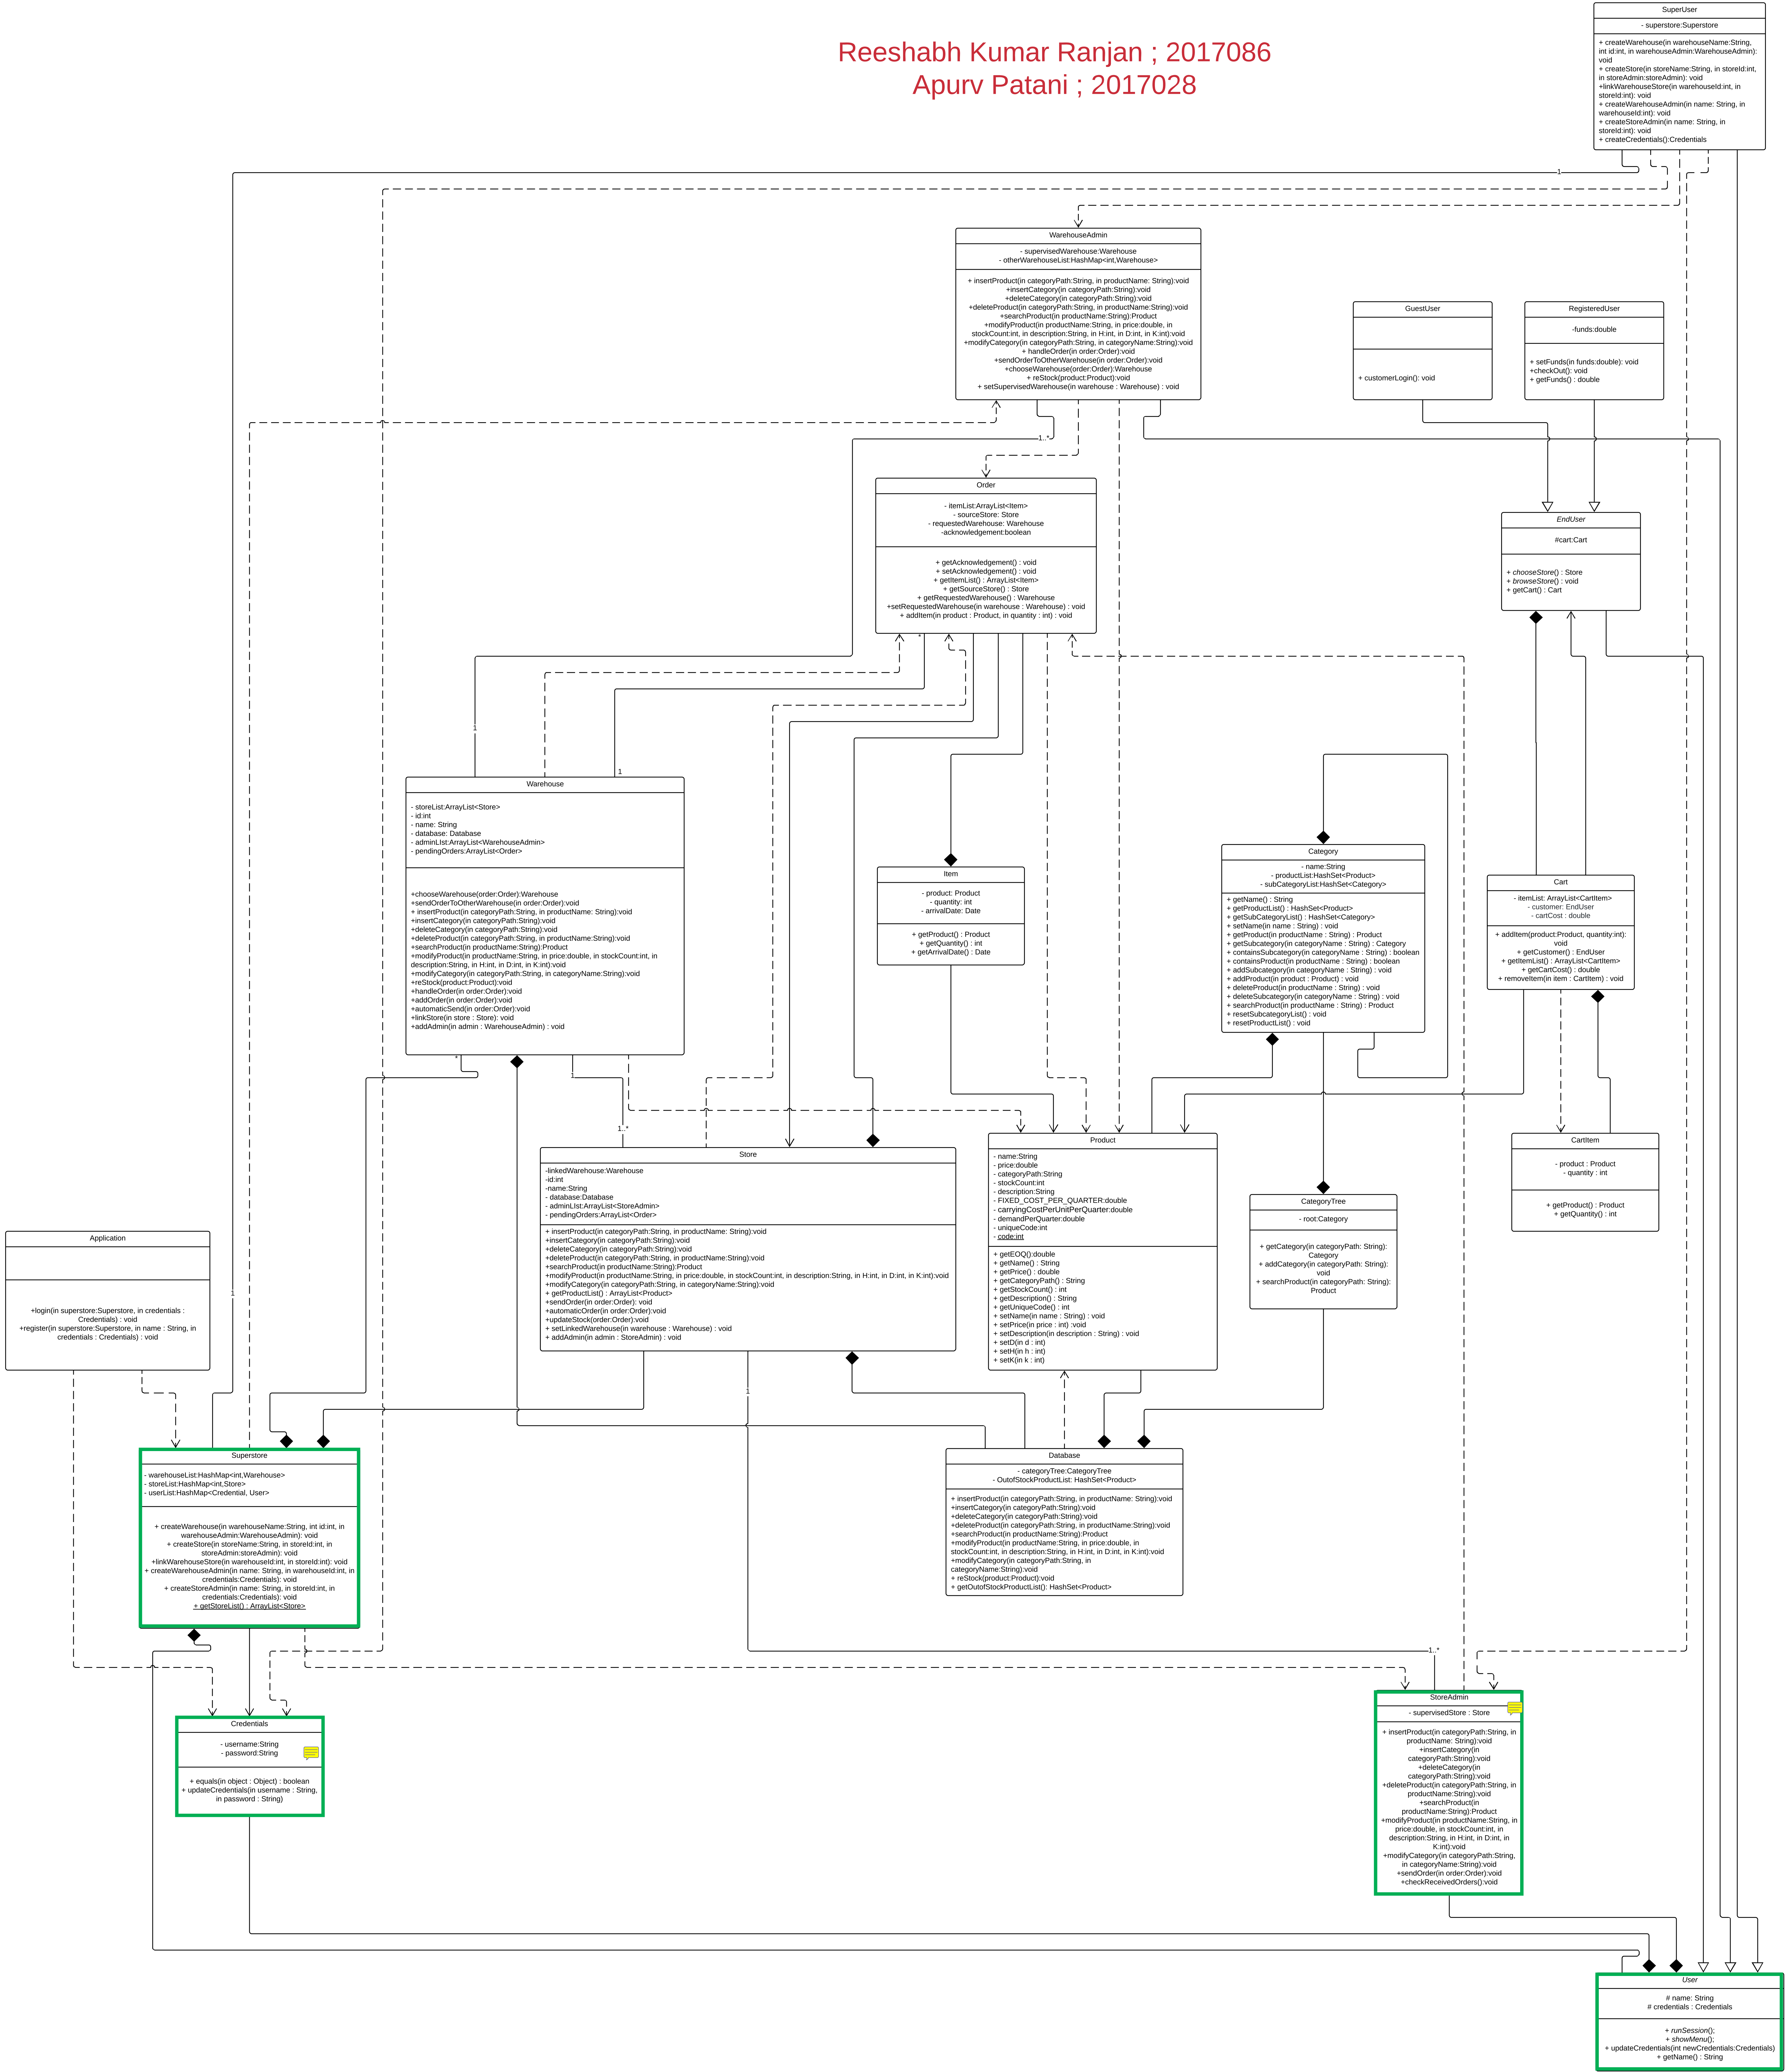 Reeshabh Kumar Ranjan ; 2017086
Apurv Patani ; 2017028
SuperUser
- superstore:Superstore
+ createWarehouse(in warehouseName:String,
int id:int, in warehouseAdmin:WarehouseAdmin):
void
+ createStore(in storeName:String, in storeId:int,
in storeAdmin:storeAdmin): void
+linkWarehouseStore(in warehouseId:int, in
storeId:int): void
+ createWarehouseAdmin(in name: String, in
warehouseId:int): void
+ createStoreAdmin(in name: String, in
storeId:int): void
+ createCredentials():Credentials
1
WarehouseAdmin
- supervisedWarehouse:Warehouse
- otherWarehouseList:HashMap<int,Warehouse>
+ insertProduct(in categoryPath:String, in productName: String):void
+insertCategory(in categoryPath:String):void
+deleteCategory(in categoryPath:String):void
+deleteProduct(in categoryPath:String, in productName:String):void
+searchProduct(in productName:String):Product
+modifyProduct(in productName:String, in price:double, in
stockCount:int, in description:String, in H:int, in D:int, in K:int):void
+modifyCategory(in categoryPath:String, in categoryName:String):void
+ handleOrder(in order:Order):void
+sendOrderToOtherWarehouse(in order:Order):void
+chooseWarehouse(order:Order):Warehouse
+ reStock(product:Product):void
+ setSupervisedWarehouse(in warehouse : Warehouse) : void
GuestUser
+ customerLogin(): void
RegisteredUser
-funds:double
+ setFunds(in funds:double): void
+checkOut(): void
+ getFunds() : double
1..*
Order
- itemList:ArrayList<Item>
- sourceStore: Store
- requestedWarehouse: Warehouse
-acknowledgement:boolean
+ getAcknowledgement() : void
+ setAcknowledgement() : void
+ getItemList() : ArrayList<Item>
+ getSourceStore() : Store
+ getRequestedWarehouse() : Warehouse
+setRequestedWarehouse(in warehouse : Warehouse) : void
+ addItem(in product : Product, in quantity : int) : void
*
EndUser
#cart:Cart
+ chooseStore() : Store
+ browseStore() : void
+ getCart() : Cart
1
1
Warehouse
- storeList:ArrayList<Store>
- id:int
- name: String
- database: Database
- adminLIst:ArrayList<WarehouseAdmin>
- pendingOrders:ArrayList<Order>
+chooseWarehouse(order:Order):Warehouse
+sendOrderToOtherWarehouse(in order:Order):void
+ insertProduct(in categoryPath:String, in productName: String):void
+insertCategory(in categoryPath:String):void
+deleteCategory(in categoryPath:String):void
+deleteProduct(in categoryPath:String, in productName:String):void
+searchProduct(in productName:String):Product
+modifyProduct(in productName:String, in price:double, in stockCount:int, in
description:String, in H:int, in D:int, in K:int):void
+modifyCategory(in categoryPath:String, in categoryName:String):void
+reStock(product:Product):void
+handleOrder(in order:Order):void
+addOrder(in order:Order):void
+automaticSend(in order:Order):void
+linkStore(in store : Store): void
+addAdmin(in admin : WarehouseAdmin) : void
*
1
1..*
Item
- product: Product
- quantity: int
- arrivalDate: Date
+ getProduct() : Product
+ getQuantity() : int
+ getArrivalDate() : Date
Category
- name:String
- productList:HashSet<Product>
- subCategoryList:HashSet<Category>
+ getName() : String
+ getProductList() : HashSet<Product>
+ getSubCategoryList() : HashSet<Category>
+ setName(in name : String) : void
+ getProduct(in productName : String) : Product
+ getSubcategory(in categoryName : String) : Category
+ containsSubcategory(in categoryName : String) : boolean
+ containsProduct(in productName : String) : boolean
+ addSubcategory(in categoryName : String) : void
+ addProduct(in product : Product) : void
+ deleteProduct(in productName : String) : void
+ deleteSubcategory(in categoryName : String) : void
+ searchProduct(in productName : String) : Product
+ resetSubcategoryList() : void
+ resetProductList() : void
Cart
- itemList: ArrayList<CartItem>
- customer: EndUser
- cartCost : double
+ addItem(product:Product, quantity:int):
void
+ getCustomer() : EndUser
+ getItemList() : ArrayList<CartItem>
+ getCartCost() : double
+ removeItem(in item : CartItem) : void
Store
-linkedWarehouse:Warehouse
-id:int
-name:String
- database:Database
- adminLIst:ArrayList<StoreAdmin>
- pendingOrders:ArrayList<Order>
+ insertProduct(in categoryPath:String, in productName: String):void
+insertCategory(in categoryPath:String):void
+deleteCategory(in categoryPath:String):void
+deleteProduct(in categoryPath:String, in productName:String):void
+searchProduct(in productName:String):Product
+modifyProduct(in productName:String, in price:double, in stockCount:int, in description:String, in H:int, in D:int, in K:int):void
+modifyCategory(in categoryPath:String, in categoryName:String):void
+ getProductList() : ArrayList<Product>
+sendOrder(in order:Order): void
+automaticOrder(in order:Order):void
+updateStock(order:Order):void
+ setLinkedWarehouse(in warehouse : Warehouse) : void
+ addAdmin(in admin : StoreAdmin) : void
Product
- name:String
- price:double
- categoryPath:String
- stockCount:int
- description:String
- FIXED_COST_PER_QUARTER:double
- carryingCostPerUnitPerQuarter:double
- demandPerQuarter:double
- uniqueCode:int
- code:int
+ getEOQ():double
+ getName() : String
+ getPrice() : double
+ getCategoryPath() : String
+ getStockCount() : int
+ getDescription() : String
+ getUniqueCode() : int
+ setName(in name : String) : void
+ setPrice(in price : int) :void
+ setDescription(in description : String) : void
+ setD(in d : int)
+ setH(in h : int)
+ setK(in k : int)
CategoryTree
- root:Category
+ getCategory(in categoryPath: String):
Category
+ addCategory(in categoryPath: String):
void
+ searchProduct(in categoryPath: String):
Product
CartItem
- product : Product
- quantity : int
+ getProduct() : Product
+ getQuantity() : int
Application
+login(in superstore:Superstore, in credentials :
Credentials) : void
+register(in superstore:Superstore, in name : String, in
credentials : Credentials) : void
1
1
Superstore
- warehouseList:HashMap<int,Warehouse>
- storeList:HashMap<int,Store>
- userList:HashMap<Credential, User>
+ createWarehouse(in warehouseName:String, int id:int, in
warehouseAdmin:WarehouseAdmin): void
+ createStore(in storeName:String, in storeId:int, in
storeAdmin:storeAdmin): void
+linkWarehouseStore(in warehouseId:int, in storeId:int): void
+ createWarehouseAdmin(in name: String, in warehouseId:int, in
credentials:Credentials): void
+ createStoreAdmin(in name: String, in storeId:int, in
credentials:Credentials): void
+ getStoreList() : ArrayList<Store>
Database
- categoryTree:CategoryTree
- OutofStockProductList: HashSet<Product>
+ insertProduct(in categoryPath:String, in productName: String):void
+insertCategory(in categoryPath:String):void
+deleteCategory(in categoryPath:String):void
+deleteProduct(in categoryPath:String, in productName:String):void
+searchProduct(in productName:String):Product
+modifyProduct(in productName:String, in price:double, in
stockCount:int, in description:String, in H:int, in D:int, in K:int):void
+modifyCategory(in categoryPath:String, in
categoryName:String):void
+ reStock(product:Product):void
+ getOutofStockProductList(): HashSet<Product>
1..*
Credentials
- username:String
- password:String
+ equals(in object : Object) : boolean
+ updateCredentials(in username : String,
in password : String)
StoreAdmin
- supervisedStore : Store
+ insertProduct(in categoryPath:String, in
productName: String):void
+insertCategory(in
categoryPath:String):void
+deleteCategory(in
categoryPath:String):void
+deleteProduct(in categoryPath:String, in
productName:String):void
+searchProduct(in
productName:String):Product
+modifyProduct(in productName:String, in
price:double, in stockCount:int, in
description:String, in H:int, in D:int, in
K:int):void
+modifyCategory(in categoryPath:String,
in categoryName:String):void
+sendOrder(in order:Order):void
+checkReceivedOrders():void
User
# name: String
# credentials : Credentials
+ runSession();
+ showMenu();
+ updateCredentials(int newCredentials:Credentials)
+ getName() : String